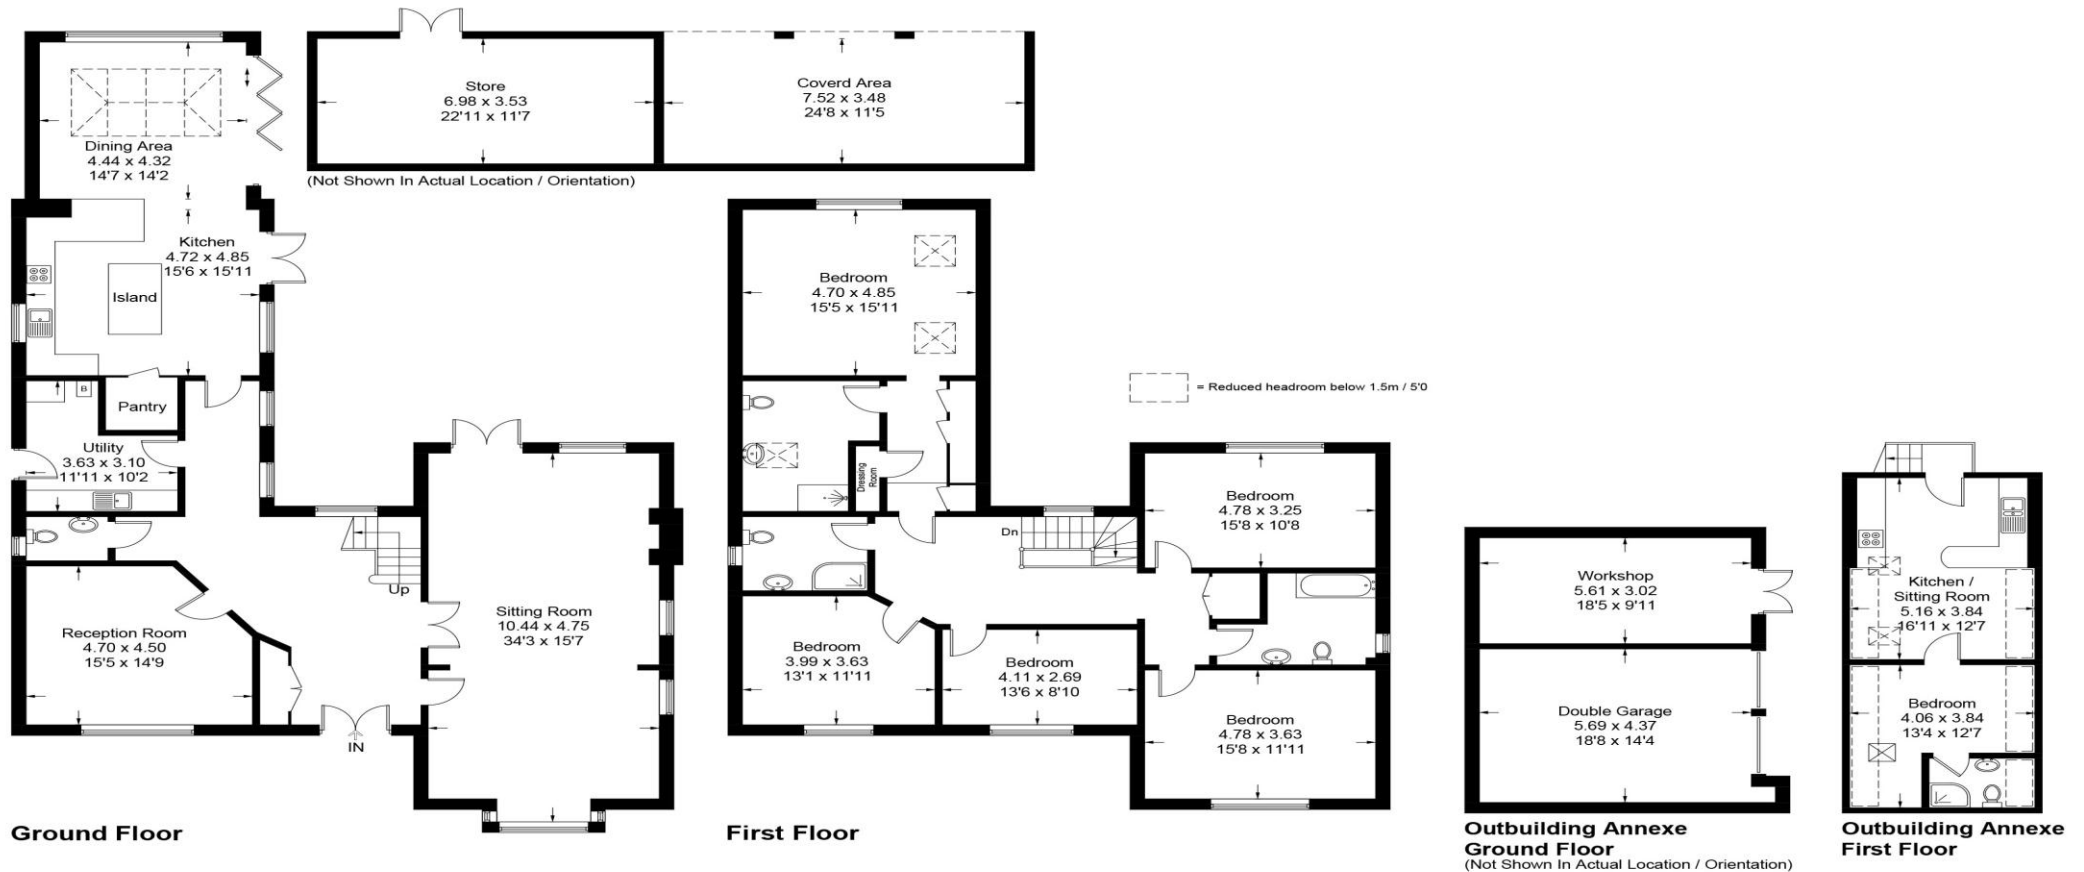 Store
6.98 x 3.53
22'11 x 11'7
Coverd Area
7.52 x 3.48
24'8 x 11'5
(Not Shown In Actual Location / Orientation)
Dining Area
4.44 x 4.32
14'7 x 14'2
Kitchen
4.72 x 4.85
15'6 x 15'11
Island
B
Pantry
Utility
3.63 x 3.10
11'11 x 10'2
Up
Reception Room
4.70 x 4.50
15'5 x 14'9
Sitting Room
10.44 x 4.75
34'3 x 15'7
IN
Ground Floor
Bedroom
4.70 x 4.85
15'5 x 15'11
= Reduced headroom below 1.5m / 5'0
Dressing
Room
Dn
Bedroom
4.78 x 3.25
15'8 x 10'8
Bedroom
3.99 x 3.63
13'1 x 11'11
Bedroom
4.11 x 2.69
13'6 x 8'10
Bedroom
4.78 x 3.63
15'8 x 11'11
First Floor
Workshop
5.61 x 3.02
18'5 x 9'11
Double Garage
5.69 x 4.37
18'8 x 14'4
Outbuilding Annexe
Ground Floor
(Not Shown In Actual Location / Orientation)
Kitchen /
Sitting Room
5.16 x 3.84
16'11 x 12'7
Bedroom
4.06 x 3.84
13'4 x 12'7
Outbuilding Annexe
First Floor